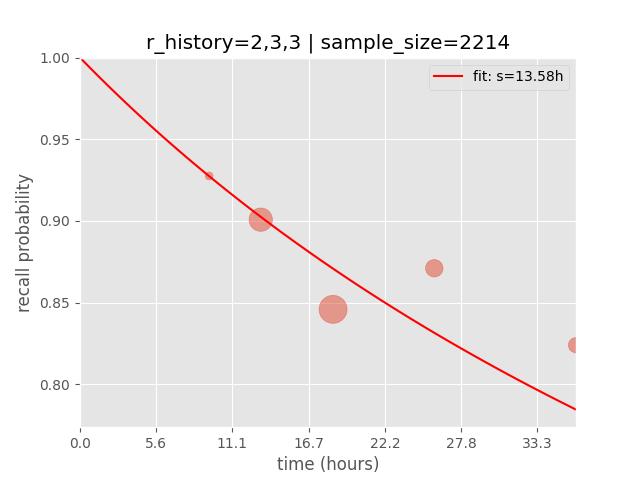 r_history=2,3,3 | sample_size=2214
fit: s=13.58h
1.00
0.95
0.90
0.85
0.80
recall probability
0.0 5.6 11.1 16.7 22.2 27.8 33.3
time (hours)